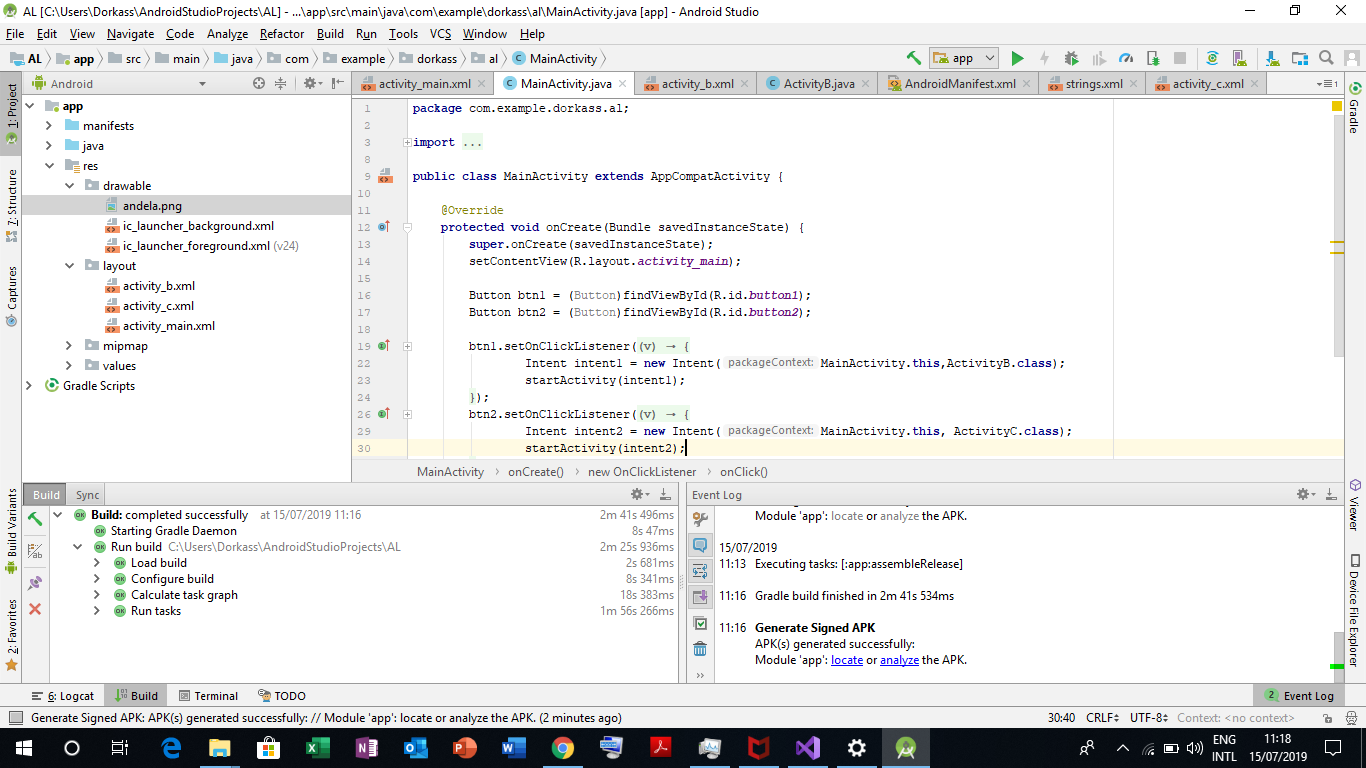 AL [C:\Users\Dorkass\AndroidStudioProjects\AL] - ...\app\src\main\java\com\example\dorkass\al\MainActivity.java [app] - Android Studio
File Edit View Navigate Code Analyze Refactor Build Run Tools VCS Window Help
AL app src main java com example dorkass al MainActivity
app
1: Project
7: Structure
Captures
Build Variants
2: Favorites
Android
app
manifests
java
res
drawable
andela.png
ic_launcher_background.xml
ic_launcher_foreground.xml (v24)
layout
activity_b.xml
activity_c.xml
activity_main.xml
mipmap
values
Gradle Scripts
activity_main.xml MainActivity.java activity_b.xml ActivityB.java AndroidManifest.xml strings.xml activity_c.xml
1 package com.example.dorkass.al;
2
3 import ...
8
9 public class MainActivity extends AppCompatActivity {
10
11 @Override
12 protected void onCreate(Bundle savedInstanceState) {
13 super.onCreate(savedInstanceState);
14 setContentView(R.layout.activity_main);
15
16 Button btn1 = (Button)findViewById(R.id.button1);
17 Button btn2 = (Button)findViewById(R.id.button2);
18
19 btn1.setOnClickListener((v) → {
22 Intent intent1 = new Intent( packageContext: MainActivity.this,ActivityB.class);
23 startActivity(intent1);
24 });
26 btn2.setOnClickListener((v) → {
29 Intent intent2 = new Intent( packageContext: MainActivity.this, ActivityC.class);
30 startActivity(intent2);
MainActivity onCreate() new OnClickListener onClick()
Gradle
Viewer
Device File Explorer
Build Sync
Build: completed successfully at 15/07/2019 11:16 2m 41s 496ms
Starting Gradle Daemon 8s 47ms
Run build C:\Users\Dorkass\AndroidStudioProjects\AL 2m 25s 936ms
Load build 2s 681ms
Configure build 8s 341ms
Calculate task graph 18s 383ms
Run tasks 1m 56s 266ms
Event Log
Module 'app': locate or analyze the APK.
15/07/2019
11:13 Executing tasks: [:app:assembleRelease]
11:16 Gradle build finished in 2m 41s 534ms
11:16 Generate Signed APK
APK(s) generated successfully:
Module 'app': locate or analyze the APK.
6: Logcat Build Terminal TODO 2 Event Log
Generate Signed APK: APK(s) generated successfully: // Module 'app': locate or analyze the APK. (2 minutes ago) 30:40 CRLF UTF-8 Context: <no context>
ENG
INTL
11:18
15/07/2019